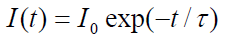 I(t) = I₀ exp(−t / τ)